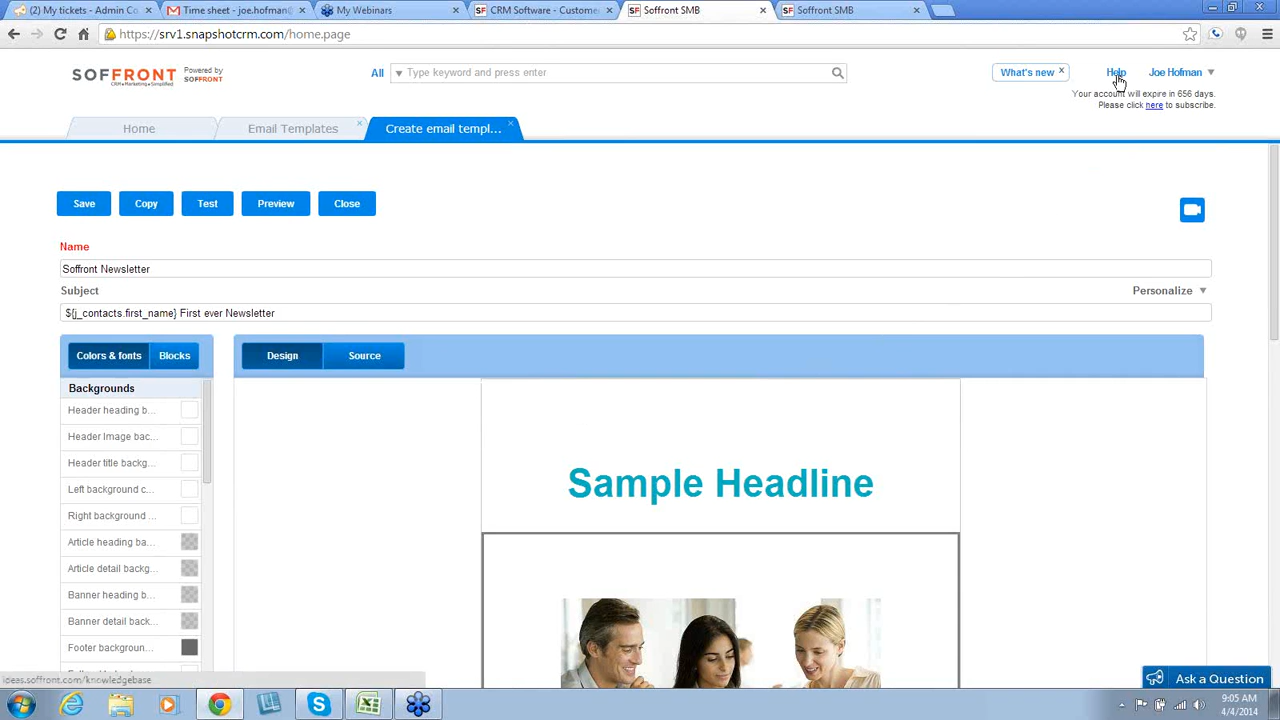 (2) My tickets - Admin Co
Time sheet - joe.hofman@
My Webinars
SF CRM Software - Custome
SF Soffront SMB
SF Soffront SMB
https://srv1.snapshotcrm.com/home.page
SOFFRONT Powered by SOFFRONT
CRM+Marketing+Simplified
All
Type keyword and press enter
What's new x
Help
Joe Hofman
Your account will expire in 656 days.
Please click here to subscribe.
Home
Email Templates
Create email templ...
Save
Copy
Test
Preview
Close
Name
Soffront Newsletter
Subject
Personalize
${j_contacts.first_name} First ever Newsletter
Colors & fonts
Blocks
Design
Source
Backgrounds
Header heading b...
Header Image bac...
Header title backg...
Left background c...
Right background ...
Article heading ba...
Article detail backg...
Banner heading b...
Banner detail back...
Footer backgroun...
Sample Headline
ideas.soffront.com/knowledgebase
Ask a Question
9:05 AM
4/4/2014